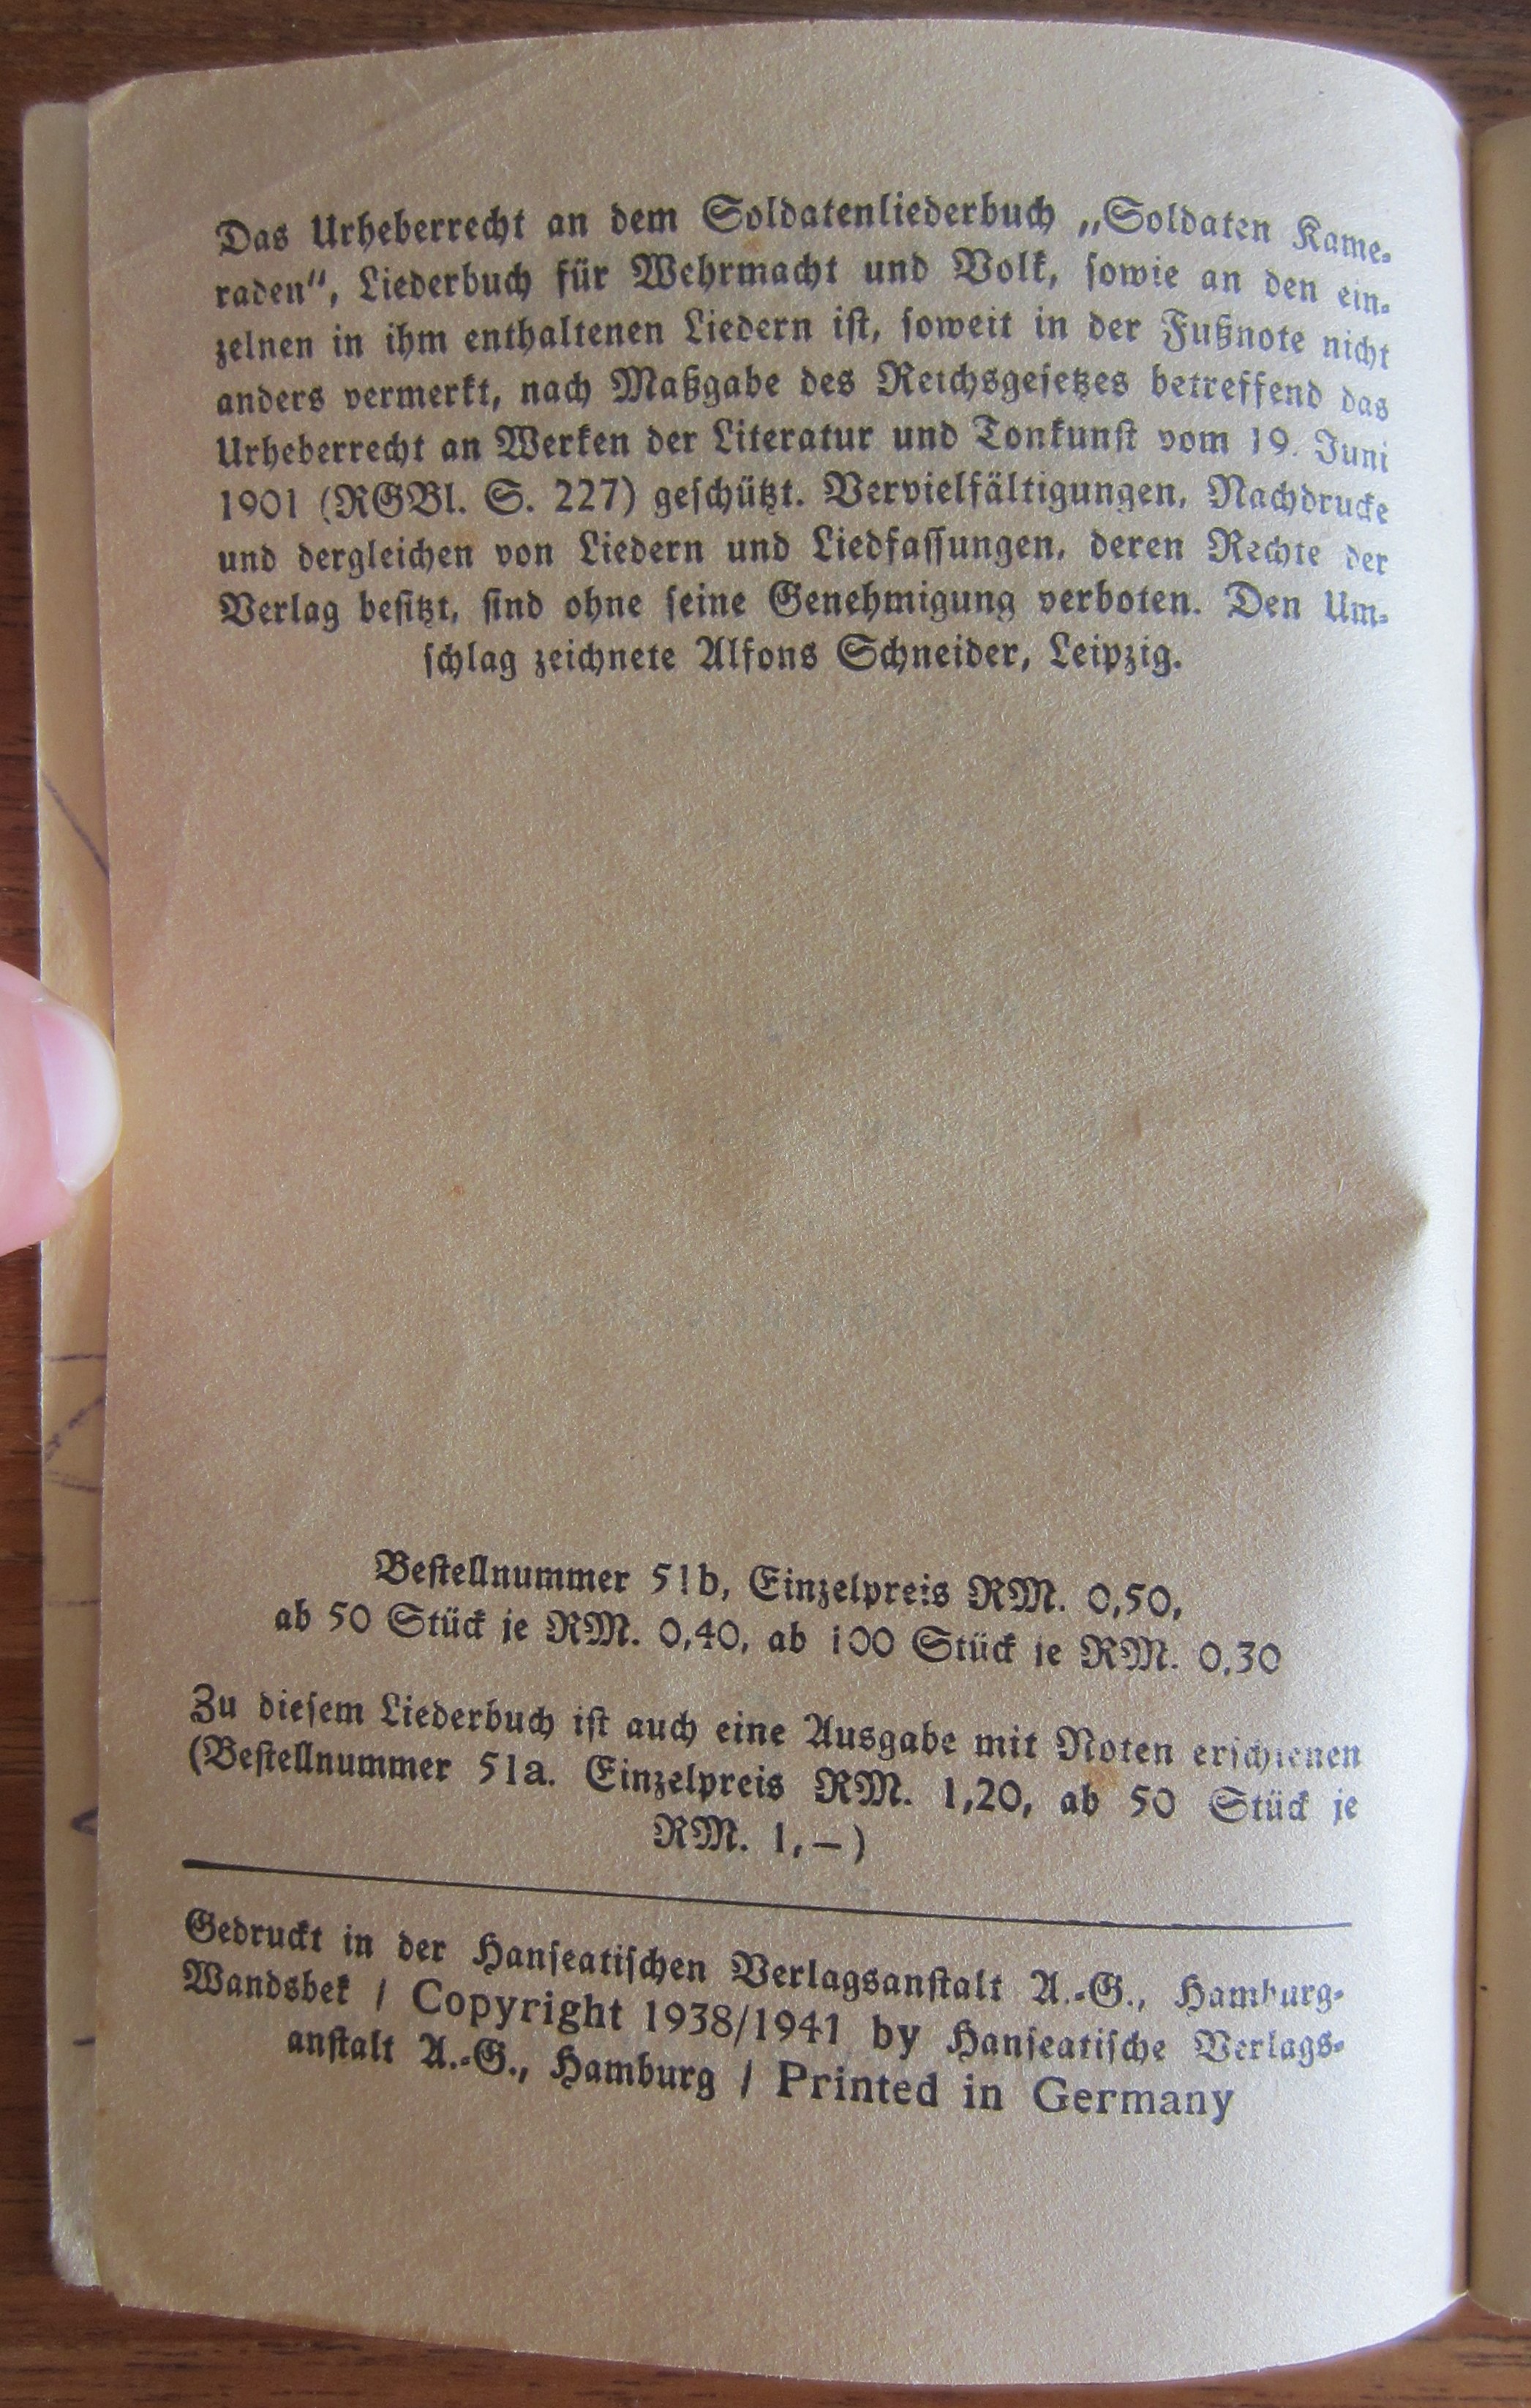 Das Urheberrecht an dem Soldatenliederbuch „Soldaten Kame-
raden“, Liederbuch für Wehrmacht und Volk, sowie an den ein-
zelnen in ihm enthaltenen Liedern ist, soweit in der Fußnote nicht
anders vermerkt, nach Maßgabe des Reichsgesetzes betreffend das
Urheberrecht an Werken der Literatur und Tonkunst vom 19. Juni
1901 (RGBl. S. 227) geschützt. Vervielfältigungen, Nachdrucke
und dergleichen von Liedern und Liedfassungen, deren Rechte der
Verlag besitzt, sind ohne seine Genehmigung verboten. Den Um-
schlag zeichnete Alfons Schneider, Leipzig.
Bestellnummer 51b, Einzelpreis RM. 0,50,
ab 50 Stück je RM. 0,40, ab 100 Stück je RM. 0,30
Zu diesem Liederbuch ist auch eine Ausgabe mit Noten erschienen
(Bestellnummer 51a. Einzelpreis RM. 1,20, ab 50 Stück je
RM. 1,—)
Gedruckt in der Hanseatischen Verlagsanstalt A.-G., Hamburg-
Wandsbek / Copyright 1938/1941 by Hanseatische Verlags-
anstalt A.-G., Hamburg / Printed in Germany